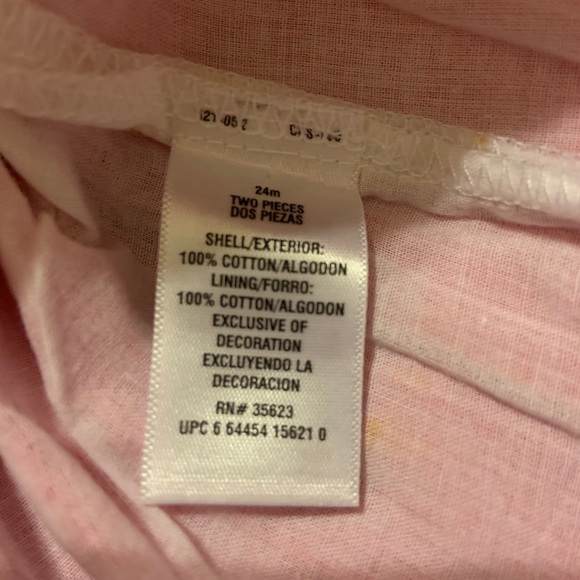 24m
TWO PIECES
DOS PIEZAS
SHELL/EXTERIOR:
100% COTTON/ALGODON
LINING/FORRO:
100% COTTON/ALGODON
EXCLUSIVE OF
DECORATION
EXCLUYENDO LA
DECORACION
RN# 35623
UPC 6 64454 15621 0